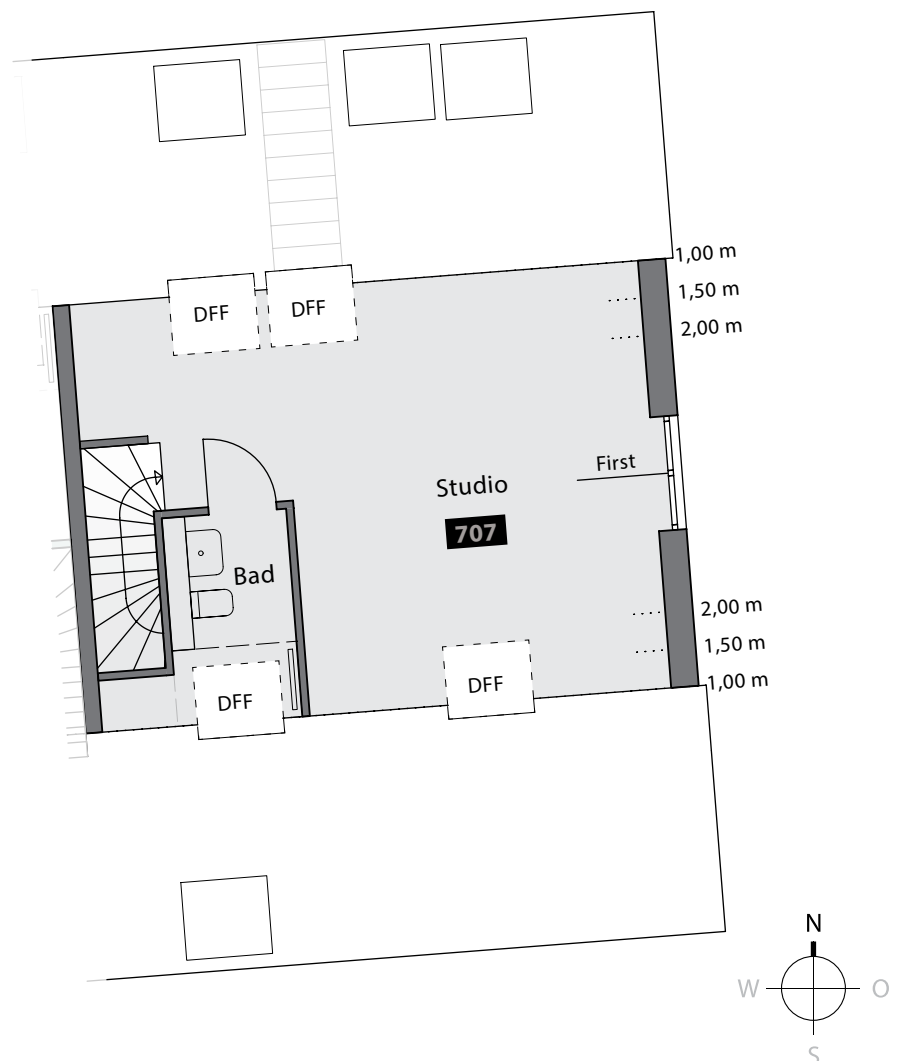 1,00 m
1,50 m
2,00 m
DFF
DFF
First
Studio
707
Bad
2,00 m
1,50 m
1,00 m
DFF
DFF
N
W
O
S